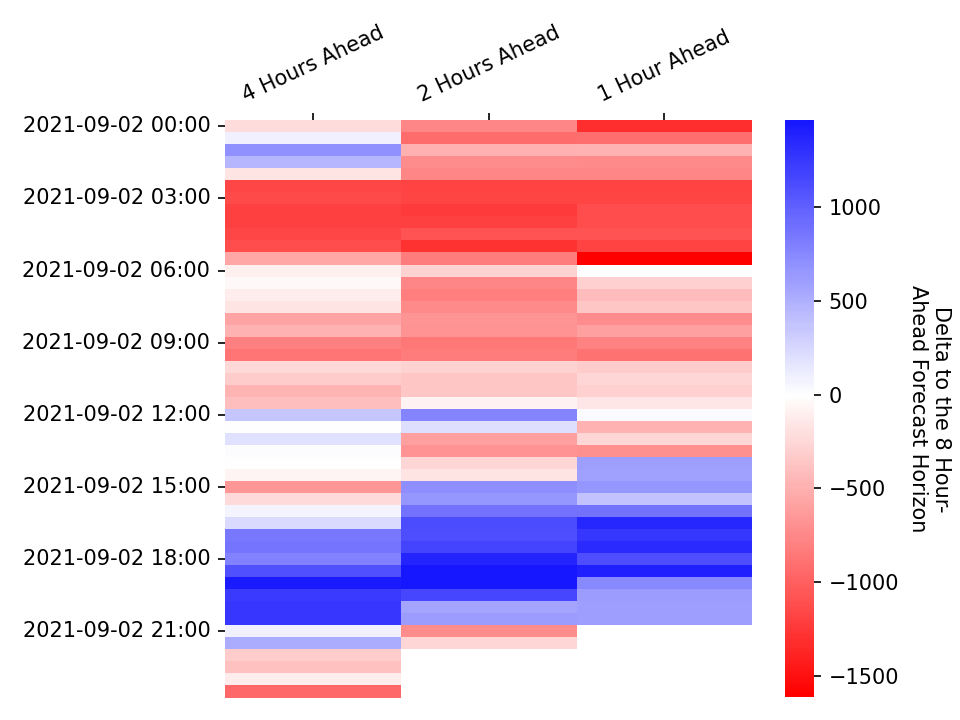 4 Hours Ahead
2 Hours Ahead
1 Hour Ahead
2021-09-02 00:00
2021-09-02 03:00
2021-09-02 06:00
2021-09-02 09:00
2021-09-02 12:00
2021-09-02 15:00
2021-09-02 18:00
2021-09-02 21:00
1000
500
0
−500
−1000
−1500
Delta to the 8 Hour-
Ahead Forecast Horizon